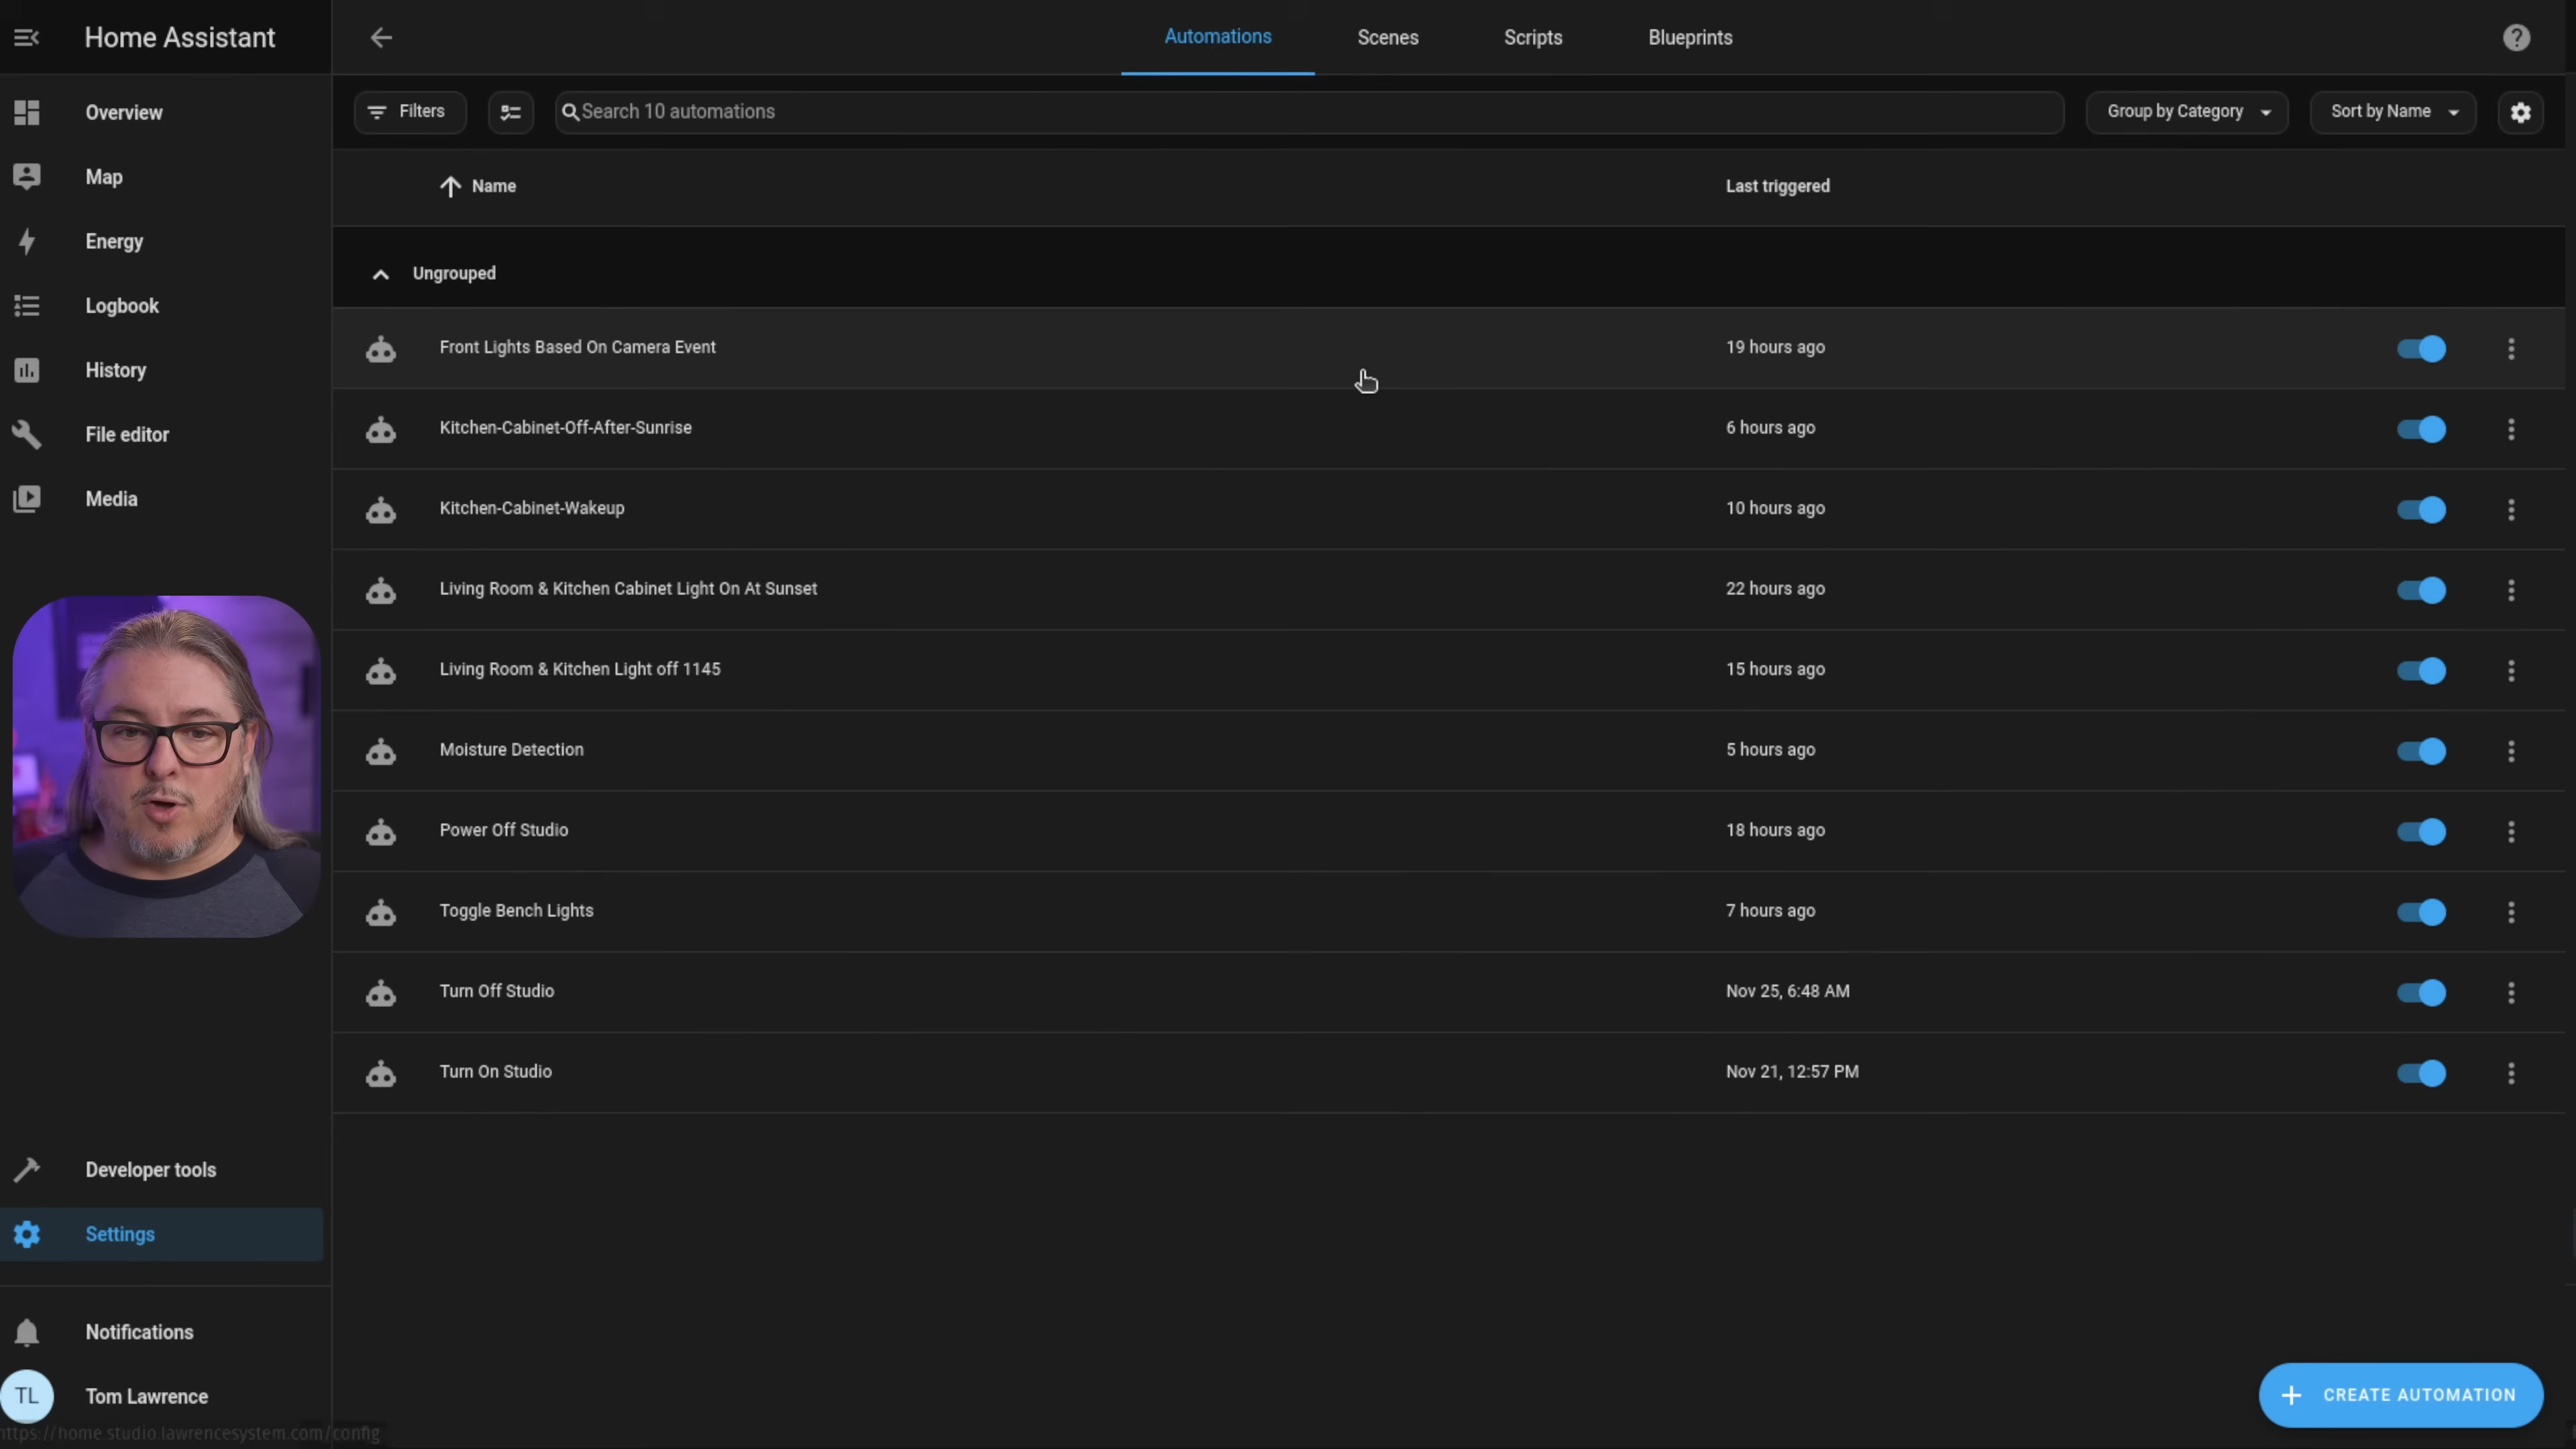 Home Assistant
Automations
Scenes
Scripts
Blueprints
Overview
Filters
Search 10 automations
Group by Category
Sort by Name
Map
Name
Last triggered
Energy
Ungrouped
Logbook
Front Lights Based On Camera Event
19 hours ago
History
Kitchen-Cabinet-Off-After-Sunrise
6 hours ago
File editor
Media
Kitchen-Cabinet-Wakeup
10 hours ago
Living Room & Kitchen Cabinet Light On At Sunset
22 hours ago
Living Room & Kitchen Light off 1145
15 hours ago
Moisture Detection
5 hours ago
Power Off Studio
18 hours ago
Toggle Bench Lights
7 hours ago
Turn Off Studio
Nov 25, 6:48 AM
Turn On Studio
Nov 21, 12:57 PM
Developer tools
Settings
Notifications
TL
Tom Lawrence
CREATE AUTOMATION
https://home.studio.lawrencesystem.com/config